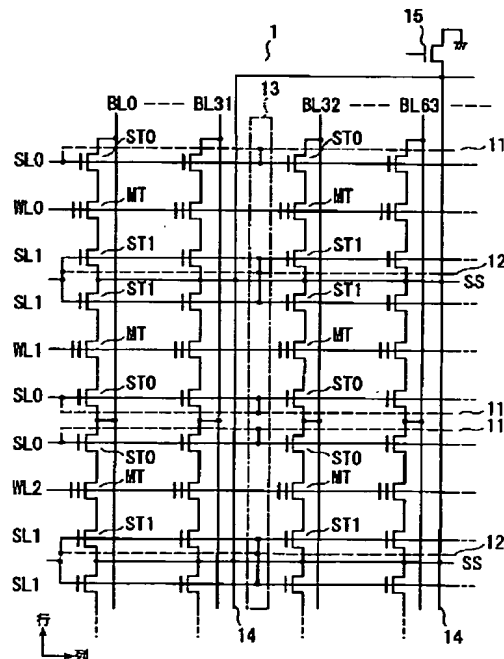 15
1
13
BL0 BL31 BL32 BL63
11
ST0 ST0
SL0
WL0 MT MT
SL1 ST1 ST1
12
SS
SL1 ST1 ST1
WL1 MT MT
SL0 ST0 ST0
11
11
SL0
ST0 ST0
WL2 MT MT
SL1 ST1 ST1
12
SS
SL1
14 14
行
列